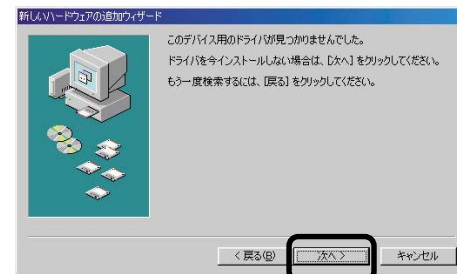 新しいハードウェアの追加ウィザード
このデバイス用のドライバが見つかりませんでした。
ドライバを今インストールしない場合は、[次へ] をクリックしてください。
もう一度検索するには、[戻る] をクリックしてください。
< 戻る(B)
次へ >
キャンセル